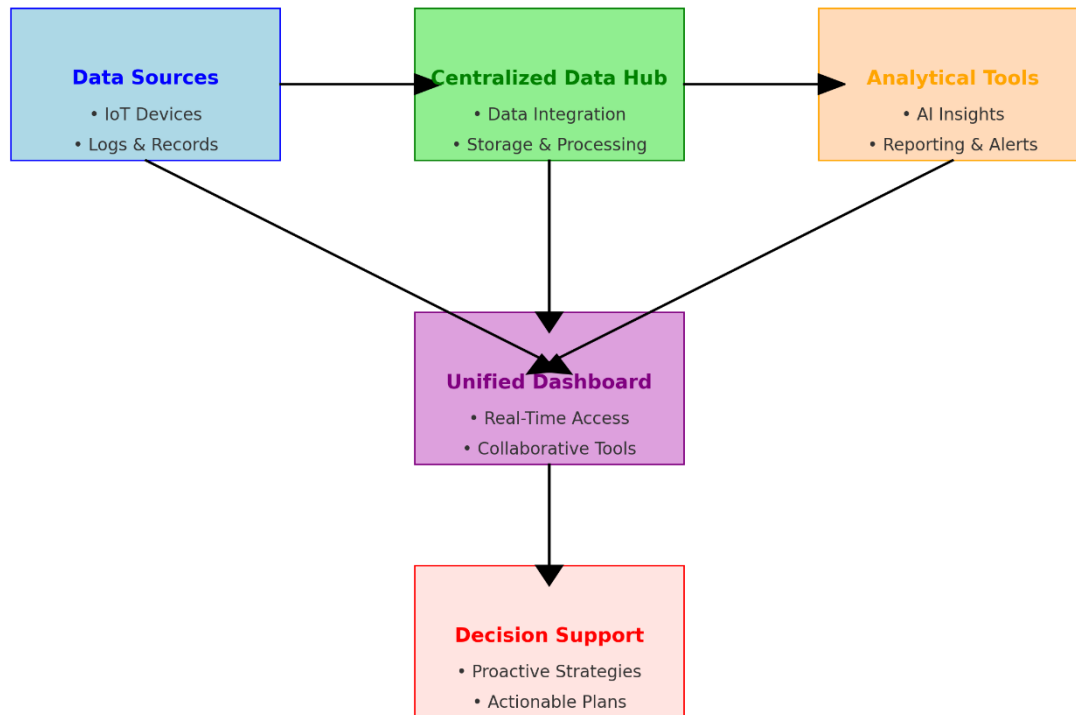 Data Sources
• IoT Devices
• Logs & Records
Centralized Data Hub
• Data Integration
• Storage & Processing
Analytical Tools
• AI Insights
• Reporting & Alerts
Unified Dashboard
• Real-Time Access
• Collaborative Tools
Decision Support
• Proactive Strategies
• Actionable Plans